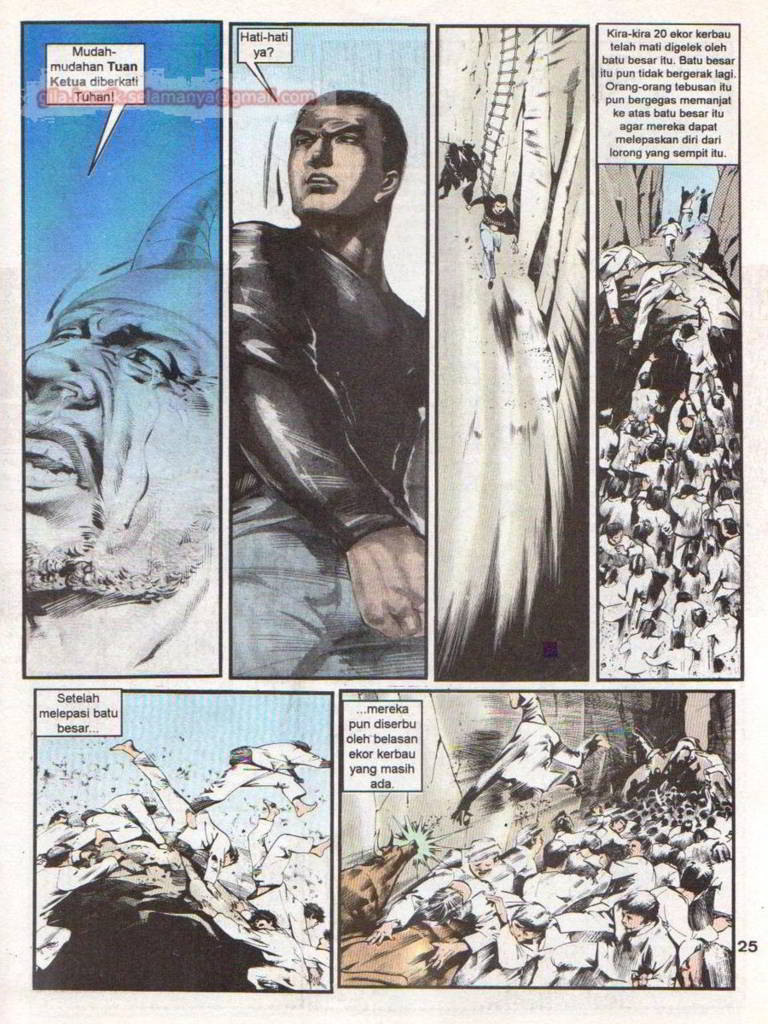 Mudah-
mudahan Tuan
Ketua diberkati
Tuhan!
Hati-hati
ya?
Kira-kira 20 ekor kerbau
telah mati digelek oleh
batu besar itu. Batu besar
itu pun tidak bergerak lagi.
Orang-orang tebusan itu
pun bergegas memanjat
ke atas batu besar itu
agar mereka dapat
melepaskan diri dari
lorong yang sempit itu.
Setelah
melepasi batu
besar...
...mereka
pun diserbu
oleh belasan
ekor kerbau
yang masih
ada.
25